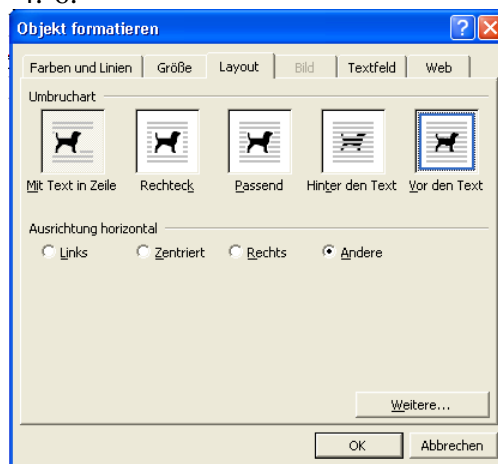 Objekt formatieren
Farben und Linien Größe Layout Bild Textfeld Web
Umbruchart
Mit Text in Zeile Rechteck Passend Hinter den Text Vor den Text
Ausrichtung horizontal
Links Zentriert Rechts Andere
Weitere...
OK Abbrechen